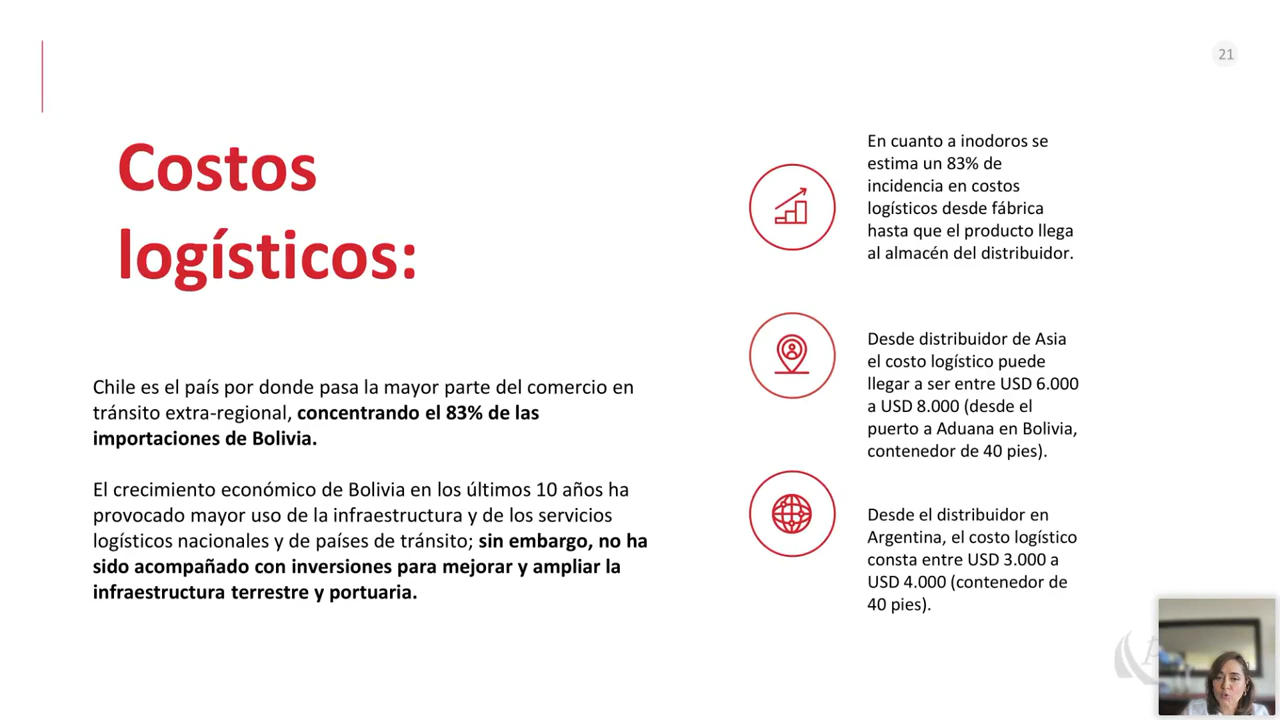 21
Costos
logísticos:
Chile es el país por donde pasa la mayor parte del comercio en
tránsito extra-regional, concentrando el 83% de las
importaciones de Bolivia.
El crecimiento económico de Bolivia en los últimos 10 años ha
provocado mayor uso de la infraestructura y de los servicios
logísticos nacionales y de países de tránsito; sin embargo, no ha
sido acompañado con inversiones para mejorar y ampliar la
infraestructura terrestre y portuaria.
En cuanto a inodoros se
estima un 83% de
incidencia en costos
logísticos desde fábrica
hasta que el producto llega
al almacén del distribuidor.
Desde distribuidor de Asia
el costo logístico puede
llegar a ser entre USD 6.000
a USD 8.000 (desde el
puerto a Aduana en Bolivia,
contenedor de 40 pies).
Desde el distribuidor en
Argentina, el costo logístico
consta entre USD 3.000 a
USD 4.000 (contenedor de
40 pies).